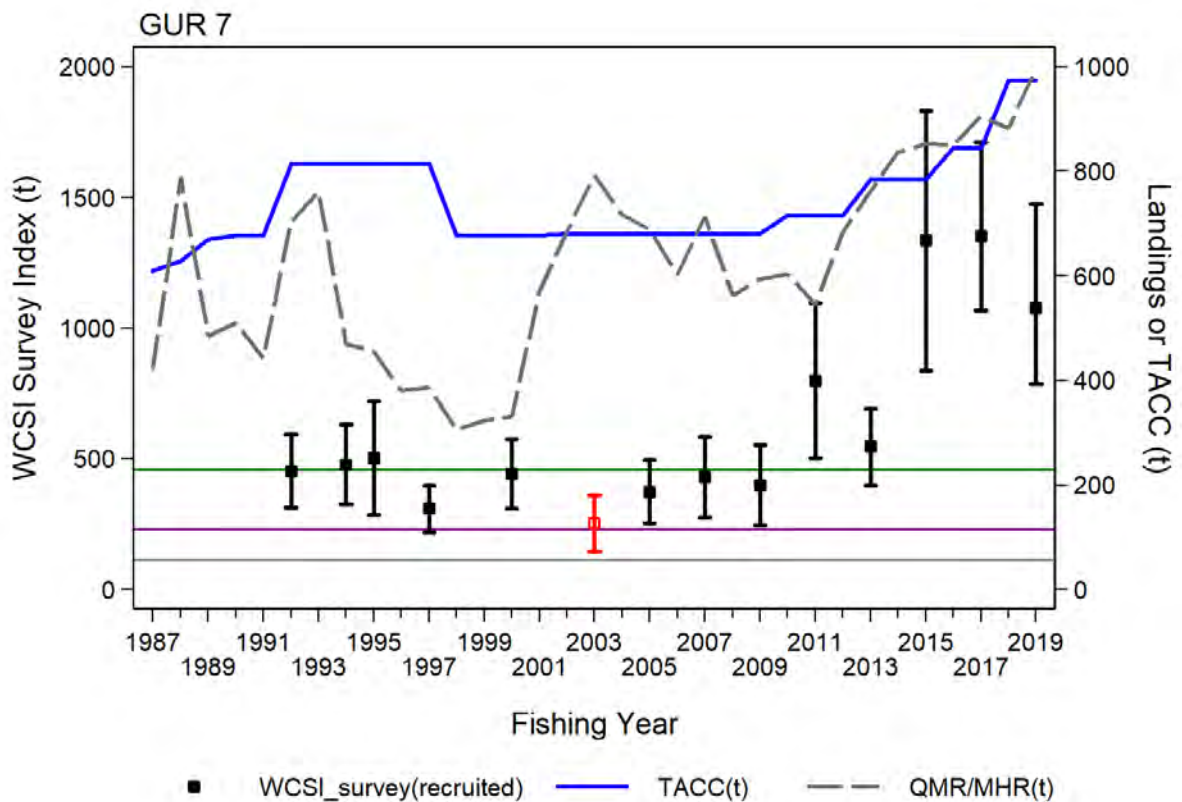 GUR 7
2000
1500
1000
500
0
WCSI Survey Index (t)
1000
800
600
400
200
0
Landings or TACC (t)
1987 1991 1993 1995 1997 1999 2001 2003 2005 2007 2009 2011 2013 2015 2017 2019
1989
Fishing Year
WCSI_survey(recruited) TACC(t) QMR/MHR(t)